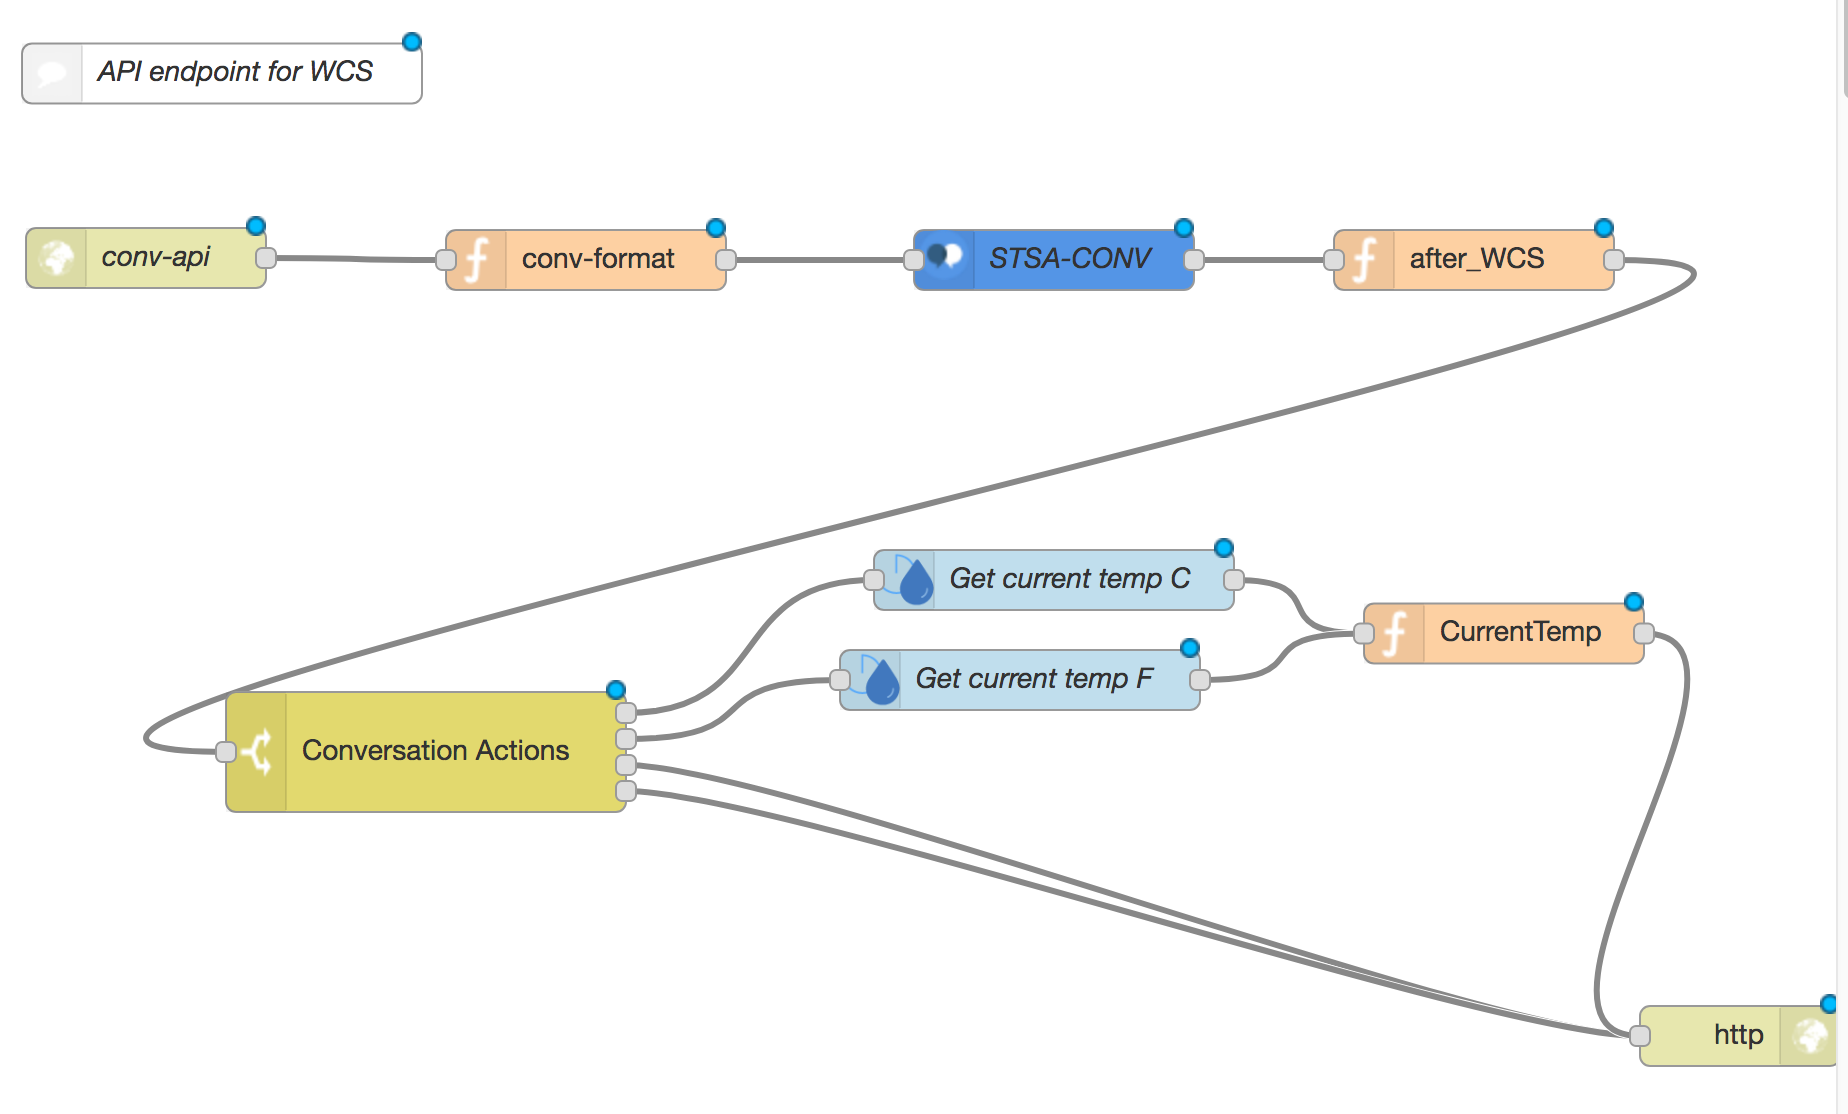 API endpoint for WCS
conv-api
conv-format
STSA-CONV
after_WCS
Get current temp C
Get current temp F
CurrentTemp
Conversation Actions
http